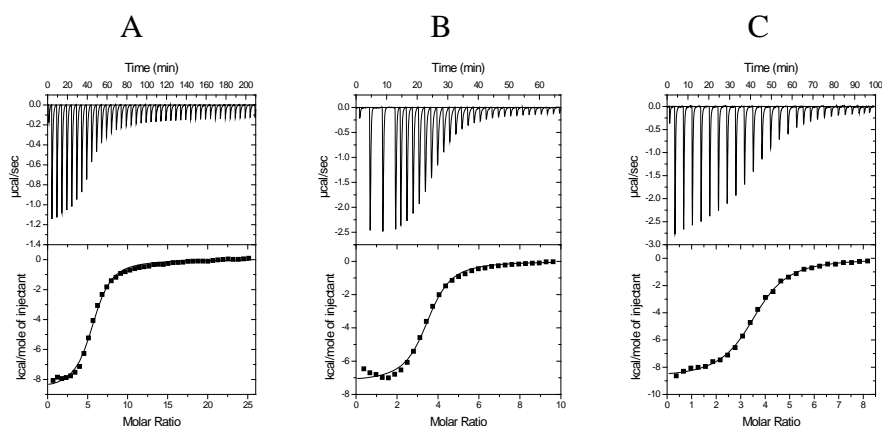 A
Time (min)
0 20 40 60 80 100 120 140 160 180 200
0.0
-0.2
-0.4
-0.6
-0.8
-1.0
-1.2
-1.4
µcal/sec
0
-2
-4
-6
-8
kcal/mole of injectant
0 5 10 15 20 25
Molar Ratio
B
Time (min)
0 10 20 30 40 50 60
0.0
-0.5
-1.0
-1.5
-2.0
-2.5
µcal/sec
0
-2
-4
-6
-8
kcal/mole of injectant
0 2 4 6 8 10
Molar Ratio
C
Time (min)
0 10 20 30 40 50 60 70 80 90 100
0.0
-0.5
-1.0
-1.5
-2.0
-2.5
-3.0
µcal/sec
0
-2
-4
-6
-8
-10
kcal/mole of injectant
0 1 2 3 4 5 6 7 8
Molar Ratio